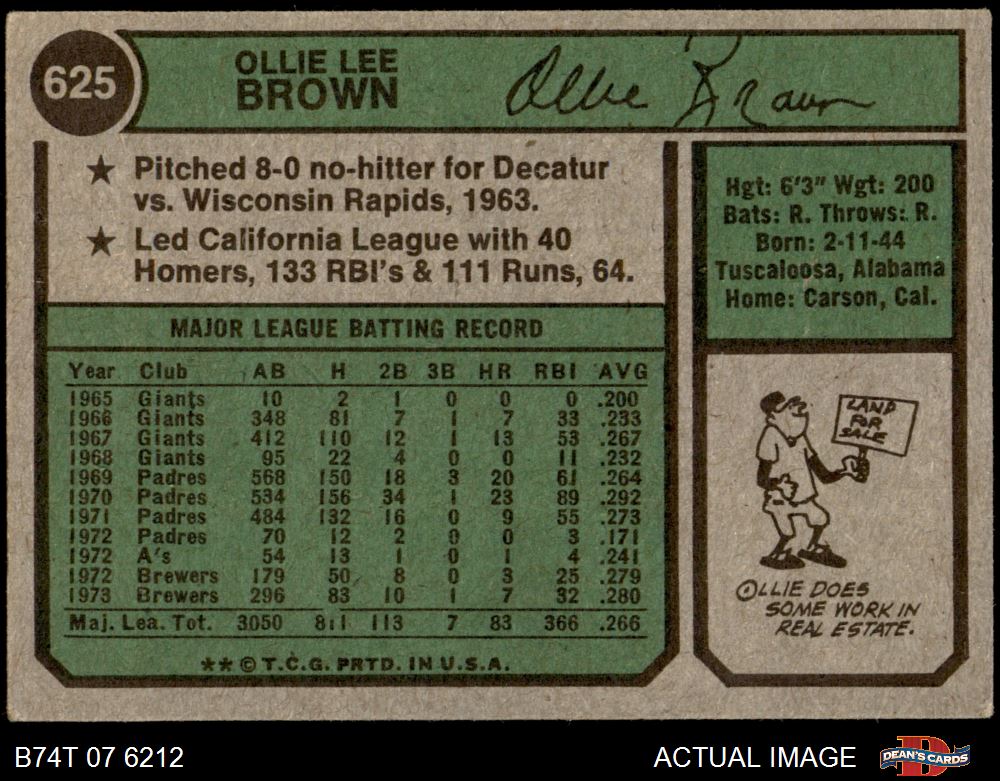 625
OLLIE LEE
BROWN
Ollie Brown
★ Pitched 8-0 no-hitter for Decatur
vs. Wisconsin Rapids, 1963.
★ Led California League with 40
Homers, 133 RBI's & 111 Runs, 64.
Hgt: 6'3" Wgt: 200
Bats: R. Throws: R.
Born: 2-11-44
Tuscaloosa, Alabama
Home: Carson, Cal.
MAJOR LEAGUE BATTING RECORD
Year Club AB H 2B 3B HR RBI AVG
1965 Giants 10 2 1 0 0 0 .200
1966 Giants 348 81 7 1 7 33 .233
1967 Giants 412 110 12 1 13 53 .267
1968 Giants 95 22 4 0 0 11 .232
1969 Padres 568 150 18 3 20 61 .264
1970 Padres 534 156 34 1 23 89 .292
1971 Padres 484 132 16 0 9 55 .273
1972 Padres 70 12 2 0 0 3 .171
1972 A's 54 13 1 0 1 4 .241
1972 Brewers 179 50 8 0 3 25 .279
1973 Brewers 296 83 10 1 7 32 .280
Maj. Lea. Tot. 3050 811 113 7 83 366 .266
**© T.C.G. PRTD. IN U.S.A.
LAND
FOR
SALE
OLLIE DOES
SOME WORK IN
REAL ESTATE.
B74T 07 6212
ACTUAL IMAGE
DEAN'S CARDS